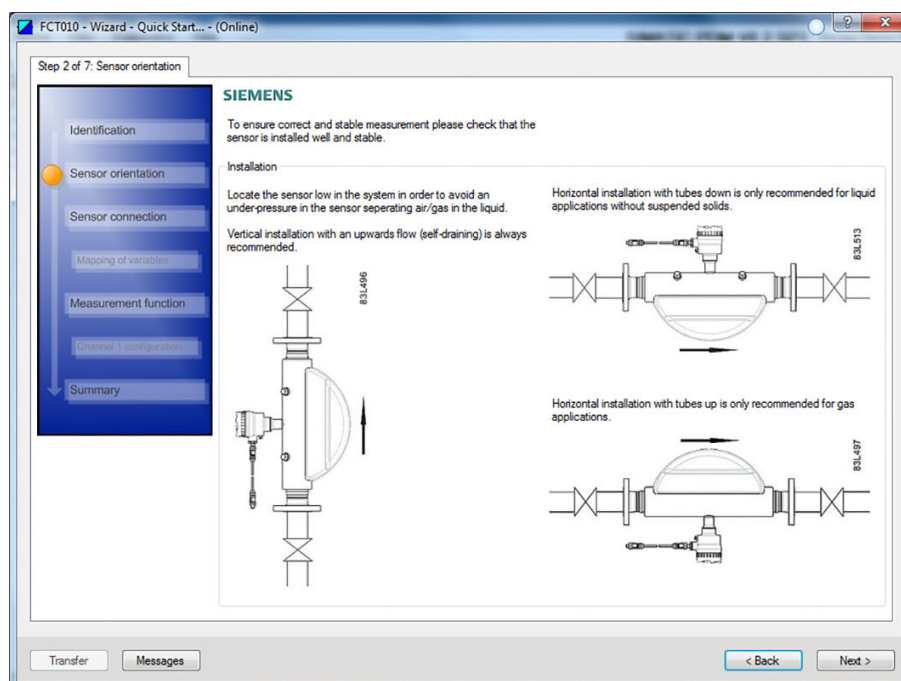 FCT010 - Wizard - Quick Start... - (Online)
Step 2 of 7: Sensor orientation
Identification
Sensor orientation
Sensor connection
Mapping of variables
Measurement function
Channel 1 configuration
Summary
SIEMENS
To ensure correct and stable measurement please check that the
sensor is installed well and stable.
Installation
Locate the sensor low in the system in order to avoid an
under-pressure in the sensor seperating air/gas in the liquid.
Vertical installation with an upwards flow (self-draining) is always
recommended.
83L496
Horizontal installation with tubes down is only recommended for liquid
applications without suspended solids.
83L513
Horizontal installation with tubes up is only recommended for gas
applications.
83L497
Transfer
Messages
< Back
Next >